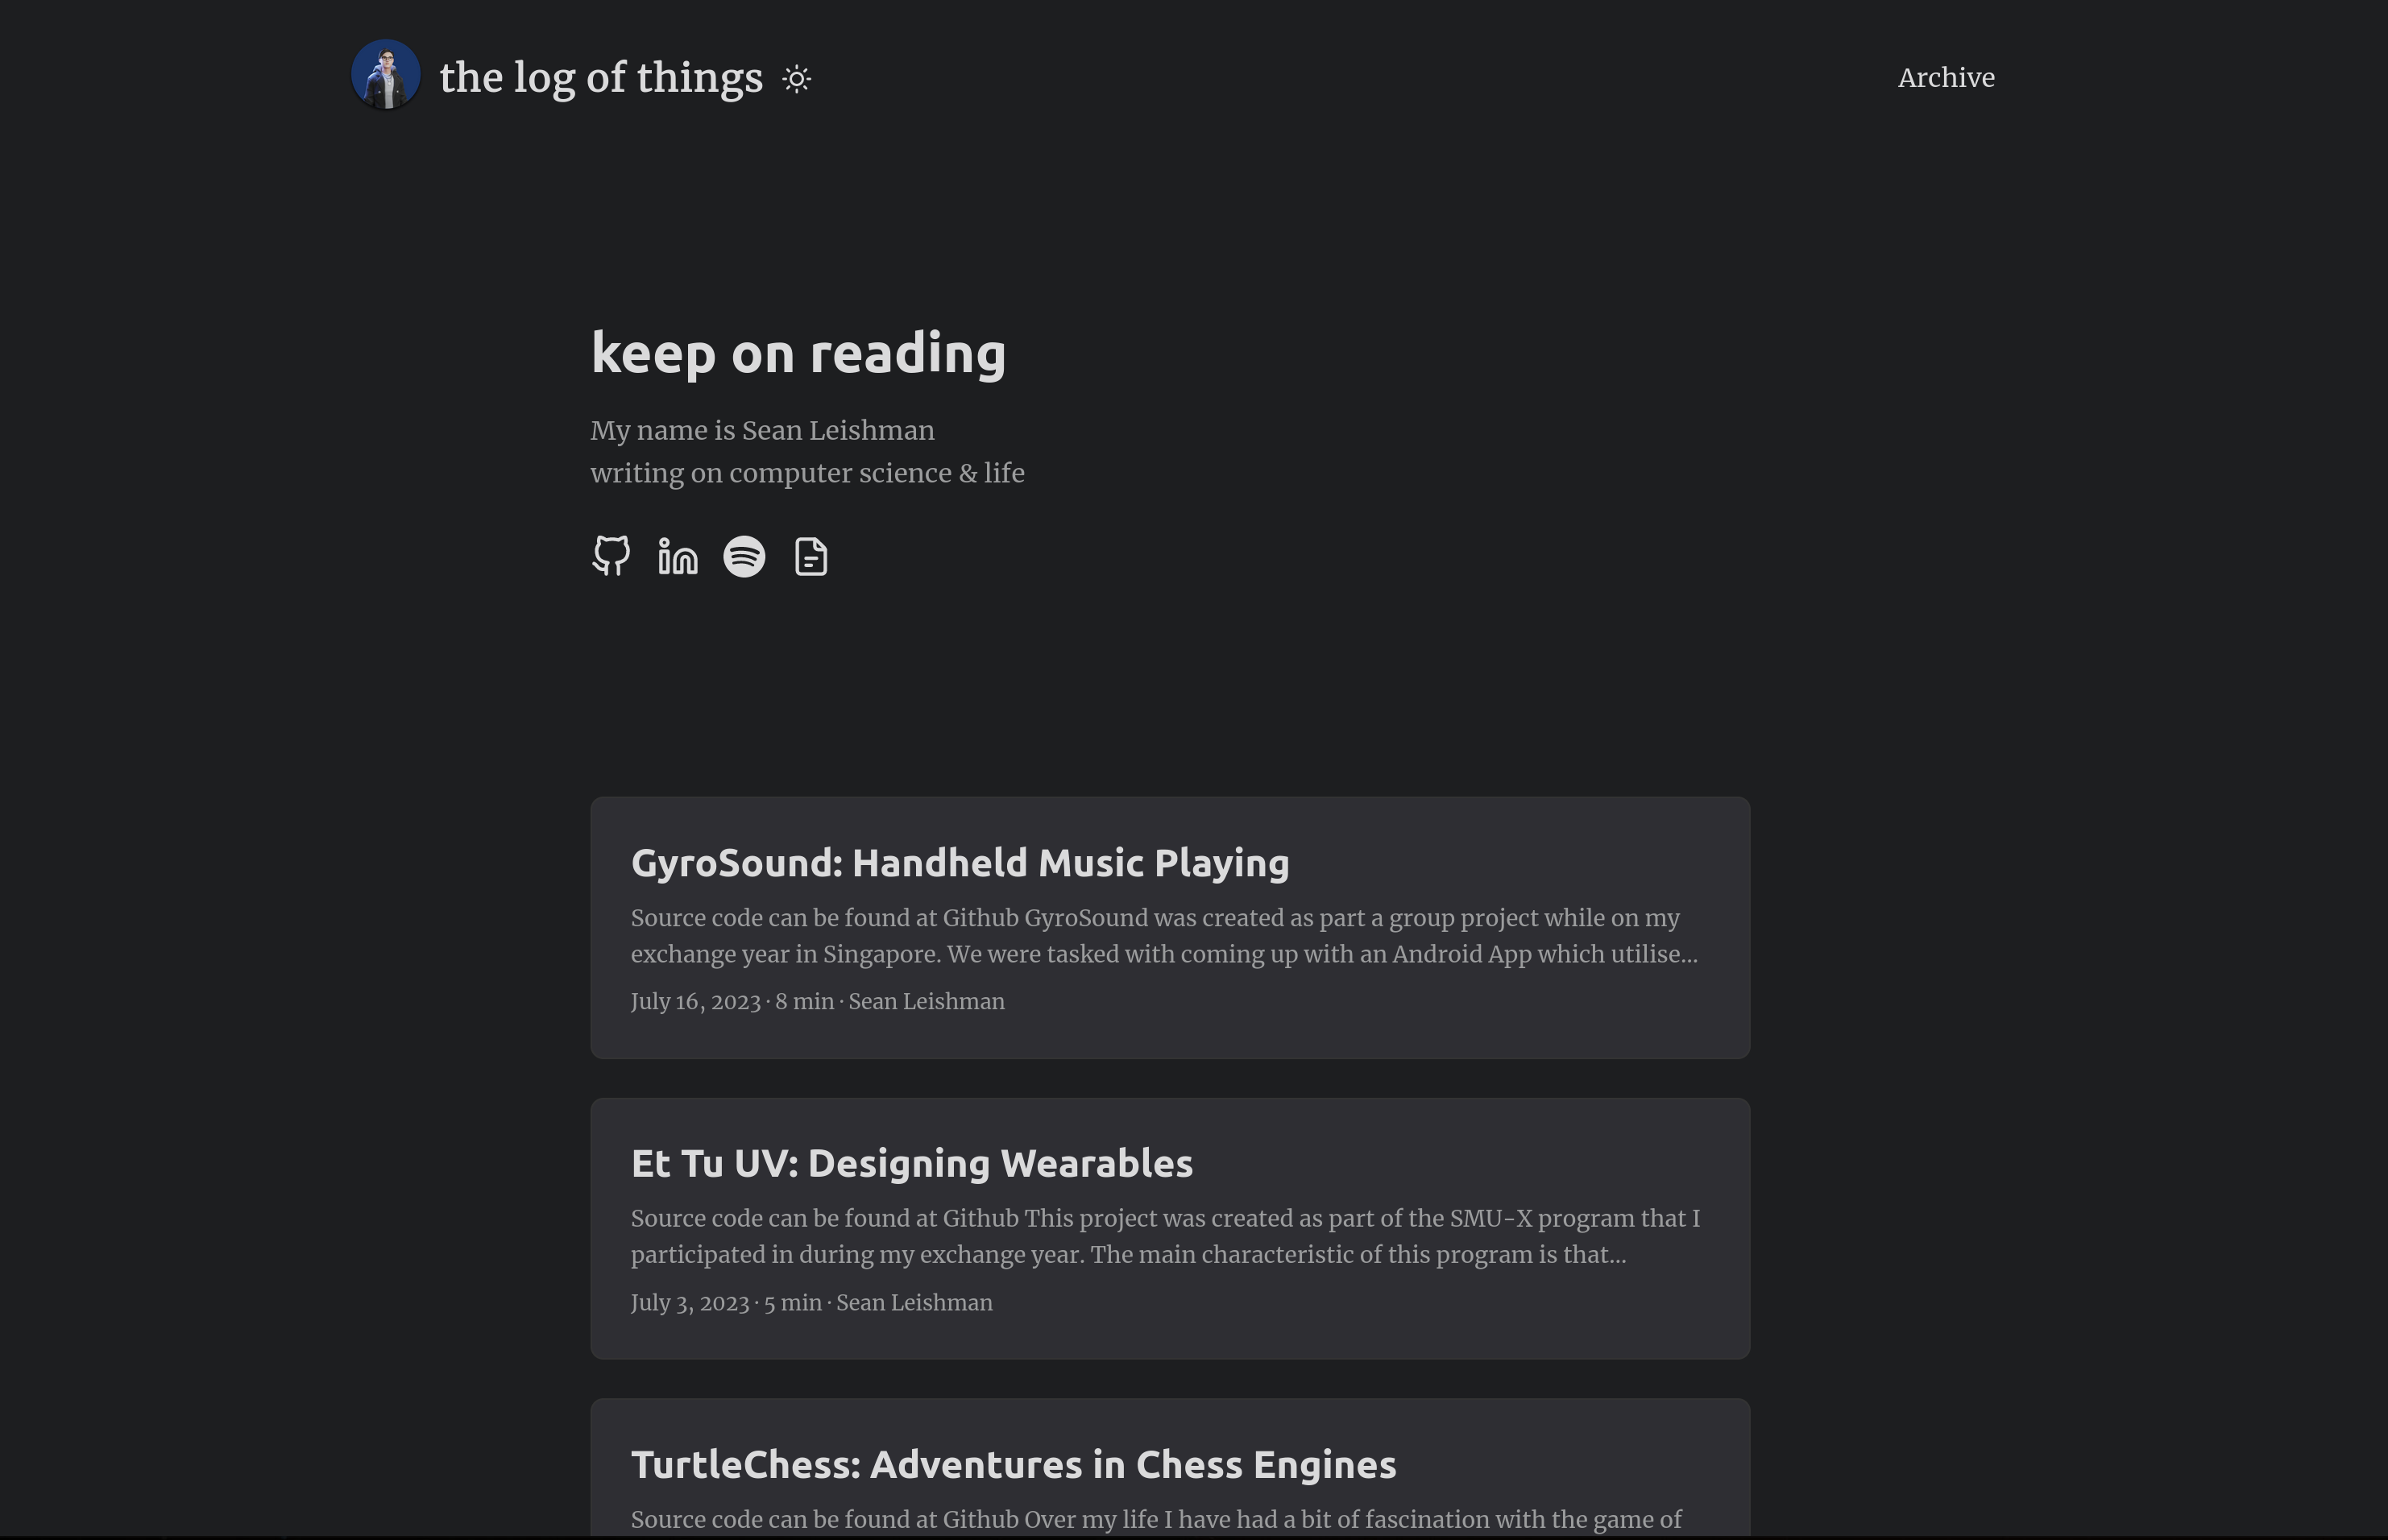 the log of things
Archive
keep on reading
My name is Sean Leishman
writing on computer science & life
GyroSound: Handheld Music Playing
Source code can be found at Github GyroSound was created as part a group project while on my
exchange year in Singapore. We were tasked with coming up with an Android App which utilise...
July 16, 2023 · 8 min · Sean Leishman
Et Tu UV: Designing Wearables
Source code can be found at Github This project was created as part of the SMU-X program that I
participated in during my exchange year. The main characteristic of this program is that...
July 3, 2023 · 5 min · Sean Leishman
TurtleChess: Adventures in Chess Engines
Source code can be found at Github Over my life I have had a bit of fascination with the game of